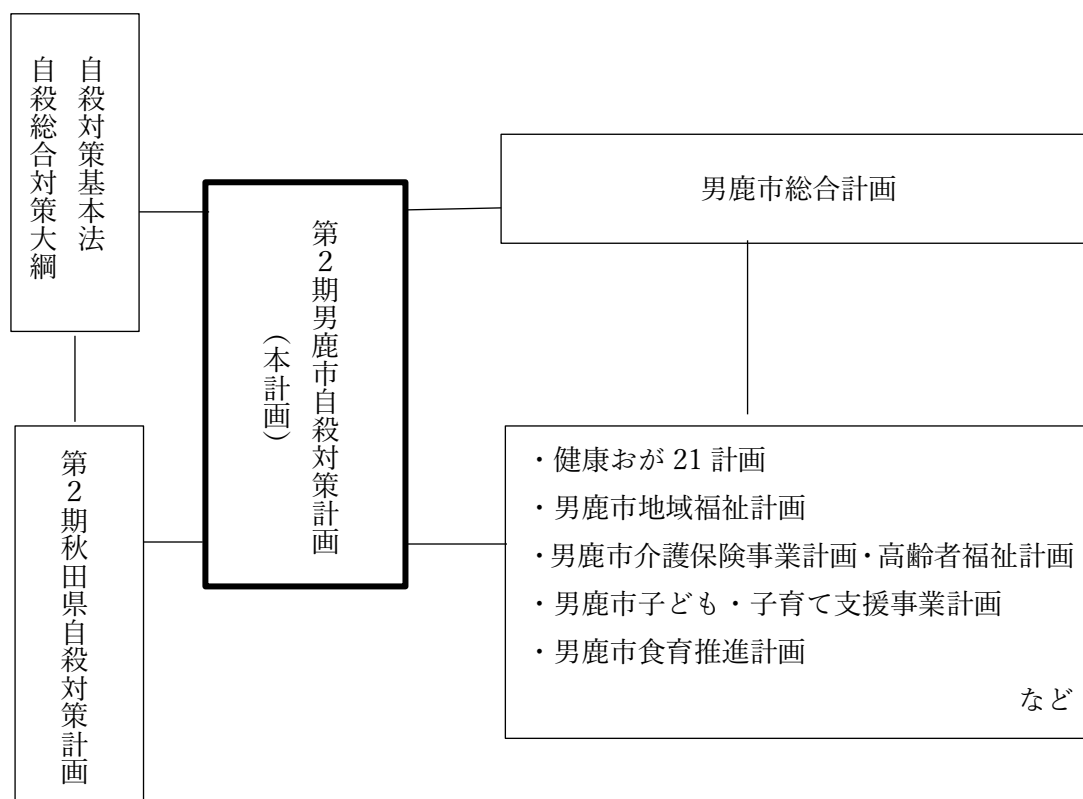 自殺対策基本法
自殺総合対策大綱
第2期秋田県自殺対策計画
第2期男鹿市自殺対策計画
(本計画)
男鹿市総合計画
・健康おが 21 計画
・男鹿市地域福祉計画
・男鹿市介護保険事業計画・高齢者福祉計画
・男鹿市子ども・子育て支援事業計画
・男鹿市食育推進計画
など